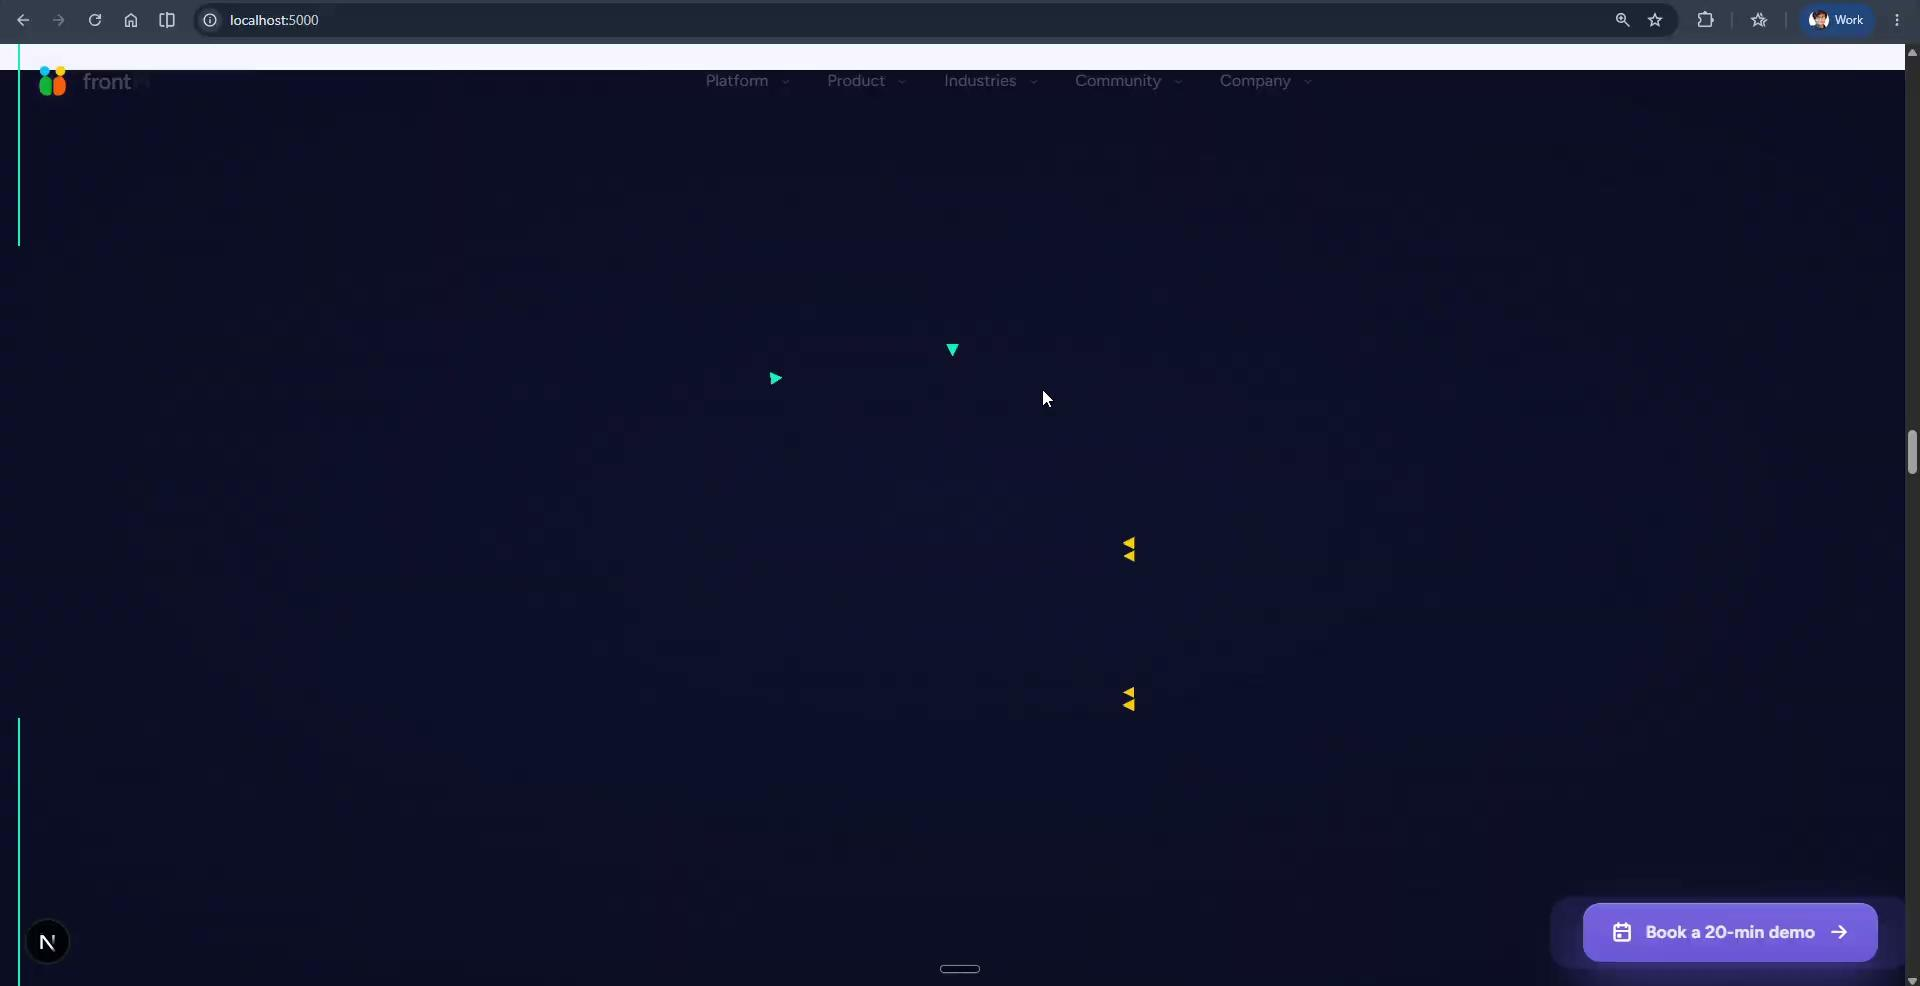 localhost:5000
Work
front
Platform
Product
Industries
Community
Company
N
Book a 20-min demo